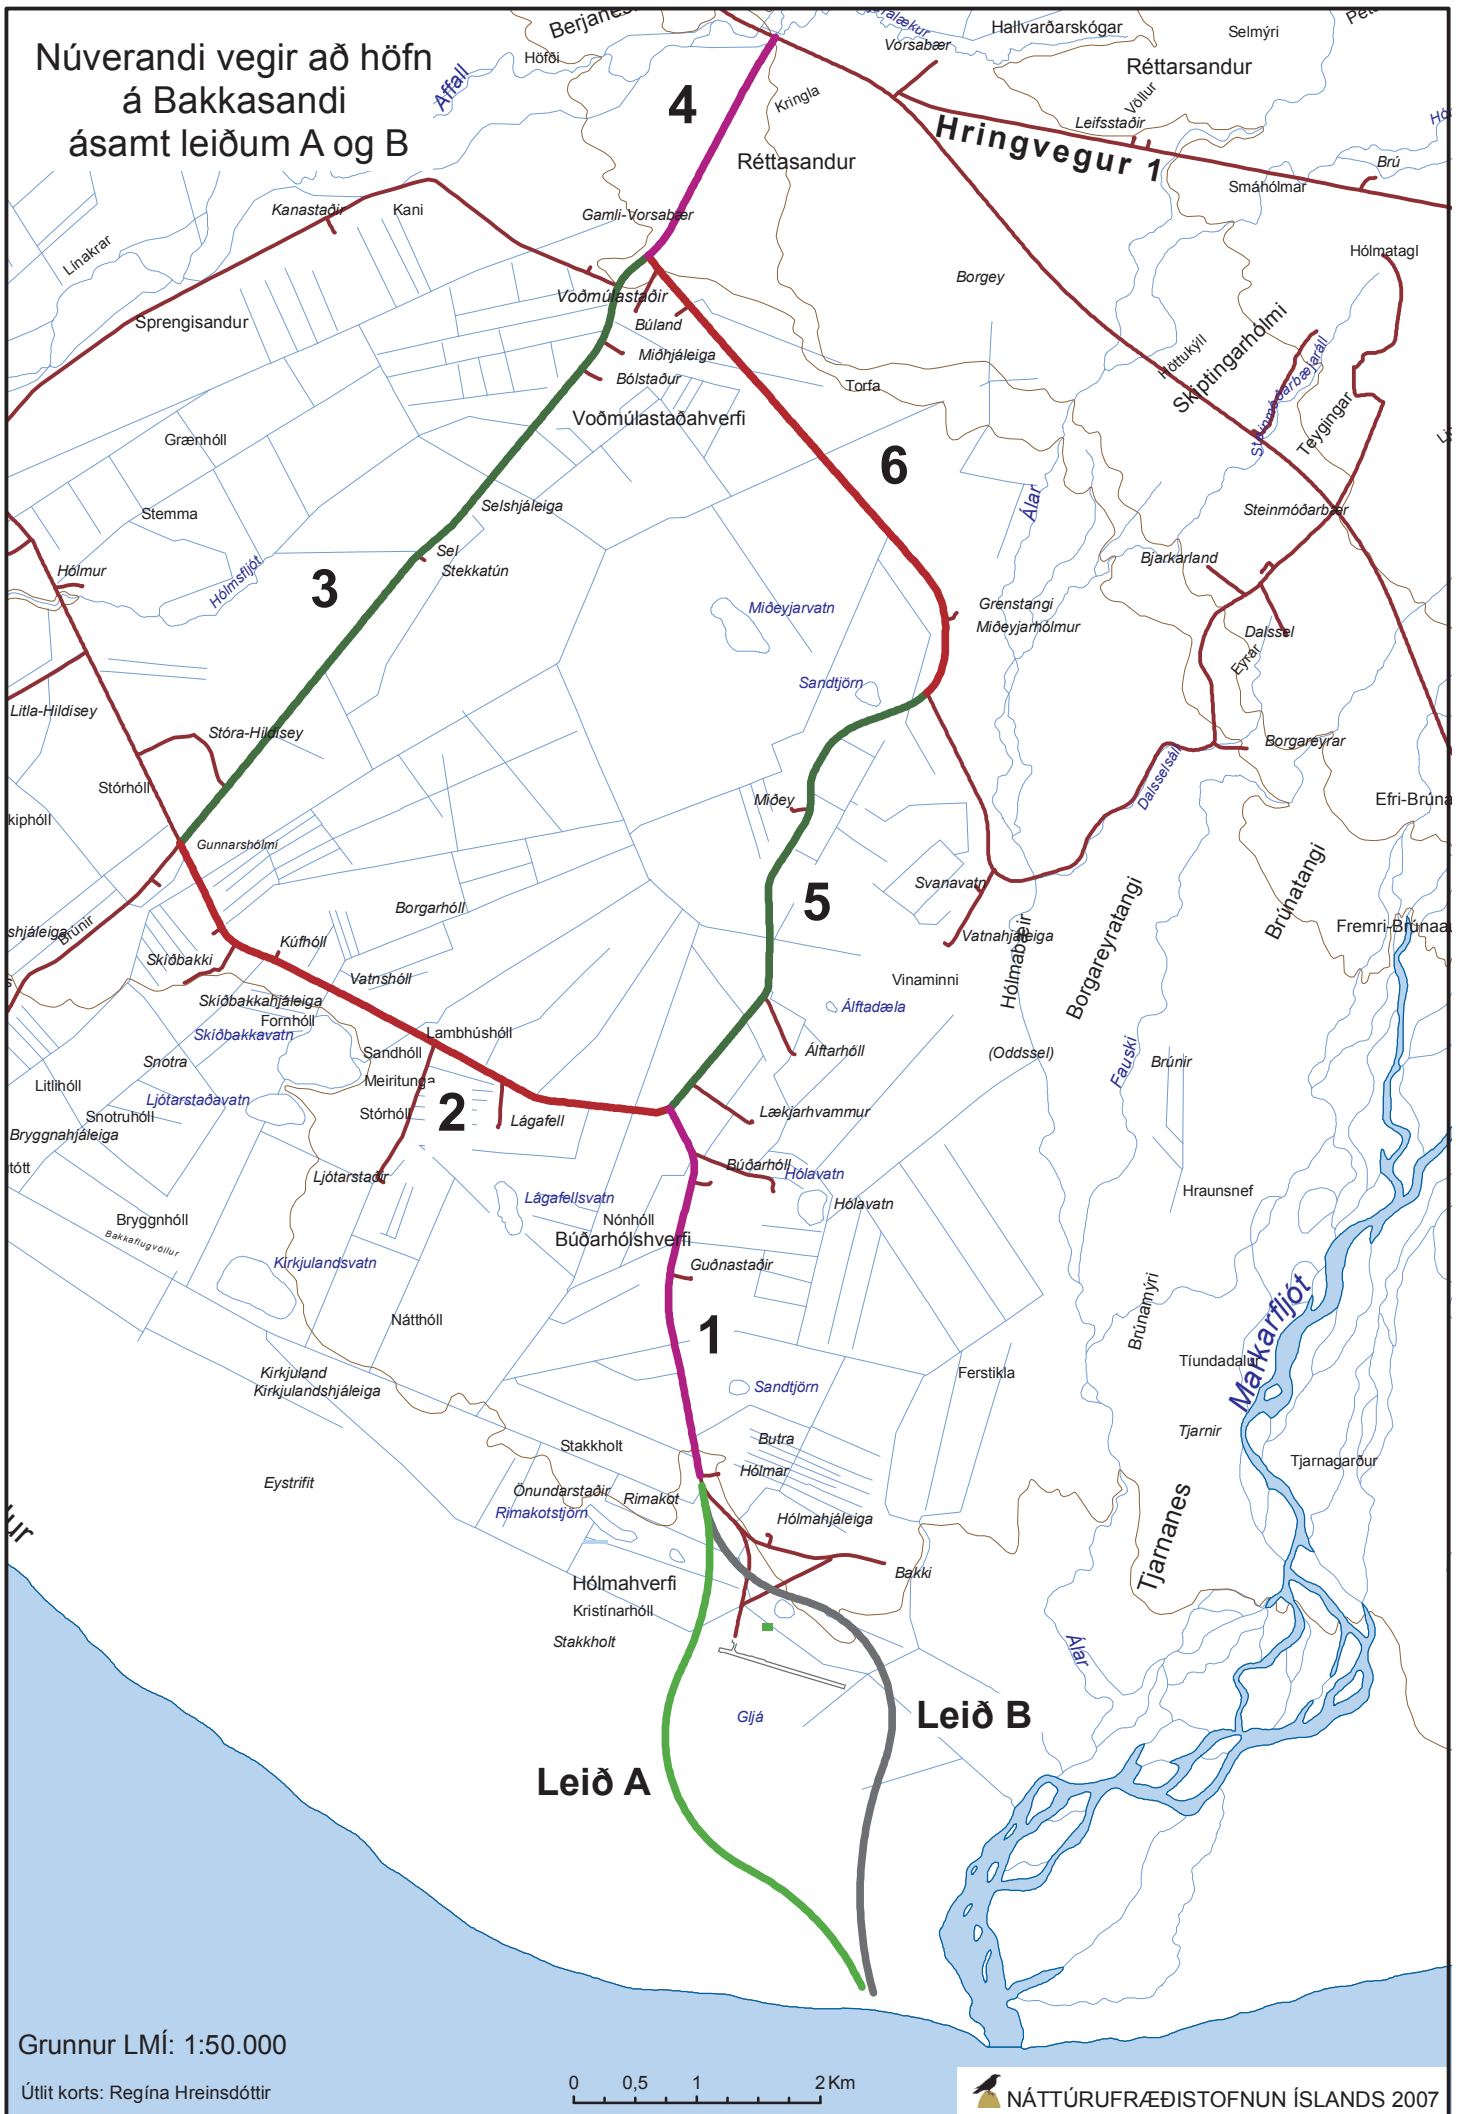 Núverandi vegir að höfn
á Bakkasandi
ásamt leiðum A og B
Affall
Höfði
Hallvarðarskógar
Selmýri
Vorsabær
Réttarsandur
4
Kringla
Völlur
Leifsstaðir
Hringvegur 1
Réttasandur
Brú
Smáhólmar
Kanastaðir
Kani
Gamli-Vorsabær
Línakrar
Hólmatagl
Borgey
Sprengisandur
Voðmúlastaðir
Búland
Miðhjáleiga
Bólstaður
Höttukýll
Skiptingarhólmi
Steinmóðarbæjaráll
Torfa
Teygingar
Voðmúlastaðahverfi
Grænhóll
6
Álar
Selshjáleiga
Stemma
Steinmóðarbær
Sel
Stekkatún
Bjarkarland
Hólmur
Hólmsfljót
3
Miðeyjarvatn
Grenstangi
Miðeyjarhólmur
Dalssel
Eyrar
Sandtjörn
Litla-Hildisey
Stóra-Hildisey
Borgareyrar
Dalsselsáll
Stórhóll
Miðey
Gunnarshólmi
Svanavatn
5
Borgarhóll
Brúnir
Kúfhóll
Skíðbakki
Vatnahjáleiga
Hólmabæir
Borgareyratangi
Brúnatangi
Vatnshóll
Vinaminni
Skíðbakkahjáleiga
Fornhóll
Álftadæla
Skíðbakkavatn
Lambhúshóll
Sandhóll
Álftarhóll
(Oddssel)
Fauski
Brúnir
Snotra
Meiritunga
Litlihóll
Ljótarstaðavatn
Stórhóll
2
Lágafell
Lækjarhvammur
Snotruhóll
Bryggnahjáleiga
Ljótarstaðir
Búðarhóll
Hólavatn
Lágafellsvatn
Hólavatn
Hraunsnef
Bryggnhóll
Nónhóll
Bakkaflugvöllur
Búðarhólshverfi
Kirkjulandsvatn
Guðnastaðir
Nátthóll
1
Brúnamýri
Markarfljót
Tíundadalur
Kirkjuland
Kirkjulandshjáleiga
Sandtjörn
Ferstikla
Tjarnir
Stakkholt
Butra
Tjarnagarður
Hólmar
Eystrifit
Önundarstaðir
Rimakot
Rimakotstjörn
Hólmahjáleiga
Tjarnanes
Hólmahverfi
Bakki
Kristínarhóll
Stakkholt
Álar
Gljá
Leið B
Leið A
Grunnur LMÍ: 1:50.000
Útlit korts: Regína Hreinsdóttir
0 0,5 1 2 Km
NÁTTÚRUFRÆÐISTOFNUN ÍSLANDS 2007